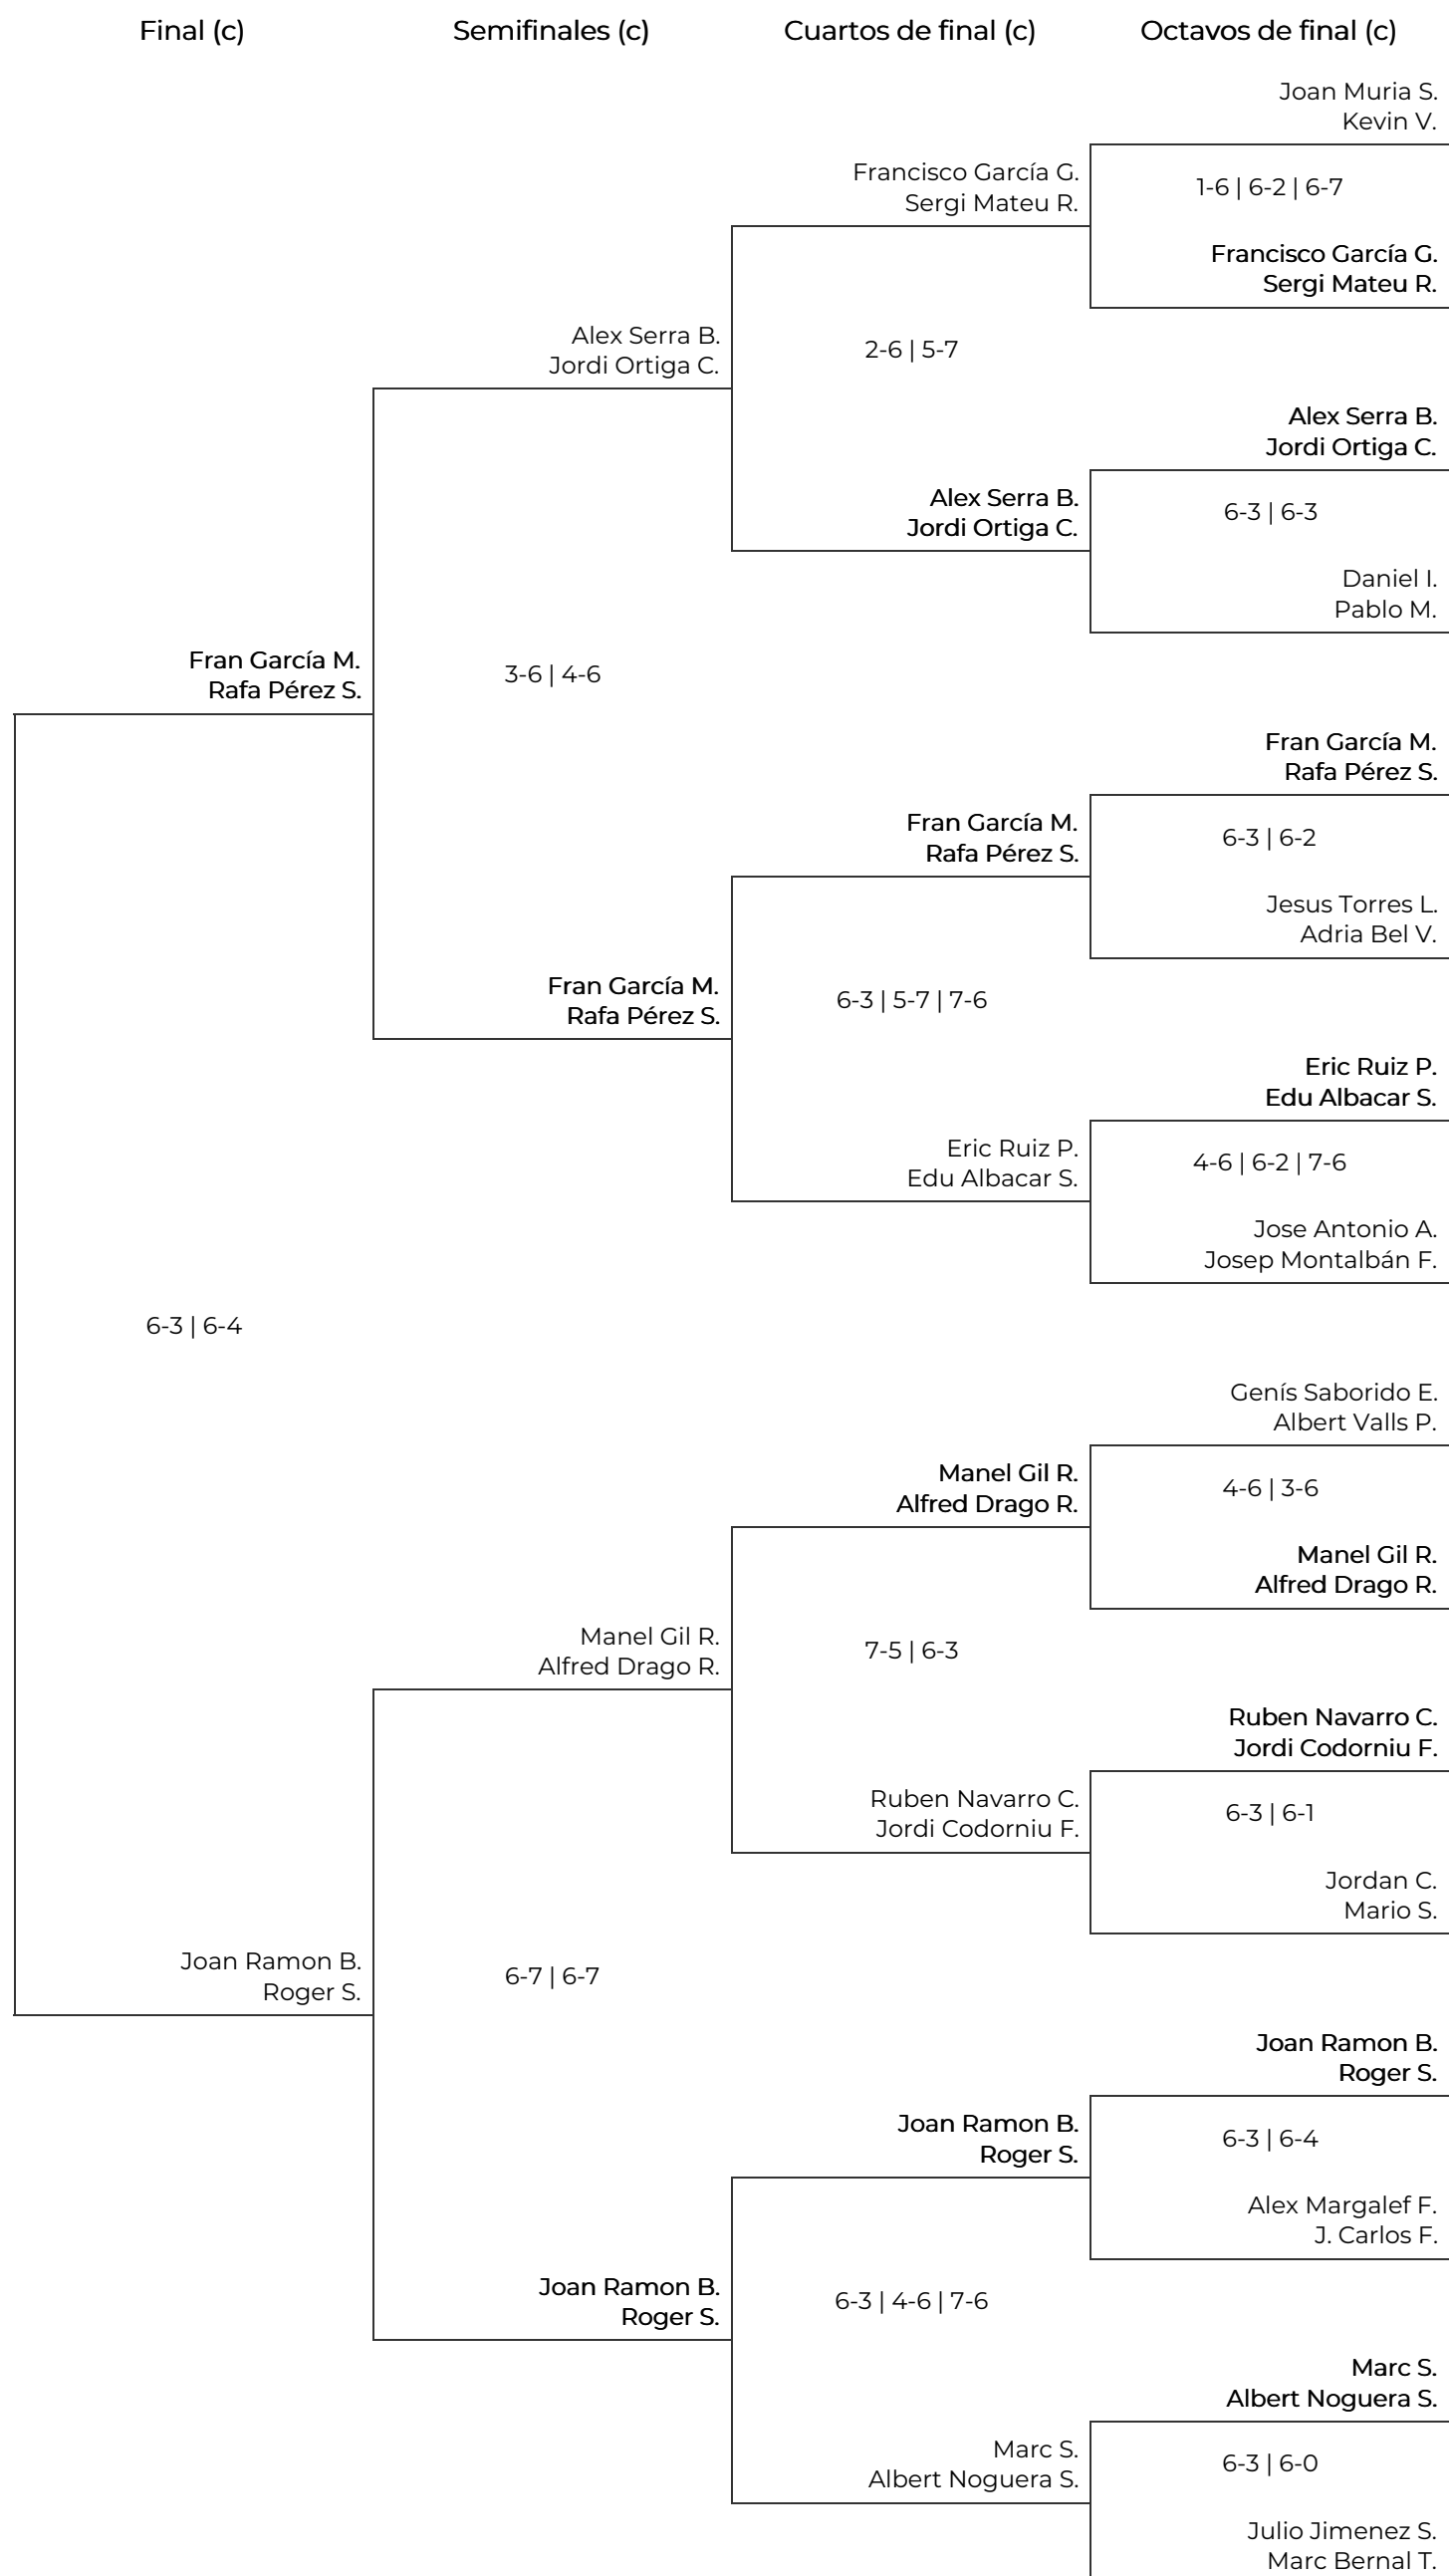 Final (c)
Semifinales (c)
Cuartos de final (c)
Octavos de final (c)
Joan Muria S.
Kevin V.
Francisco García G.
Sergi Mateu R.
1-6 | 6-2 | 6-7
Francisco García G.
Sergi Mateu R.
Alex Serra B.
Jordi Ortiga C.
2-6 | 5-7
Alex Serra B.
Jordi Ortiga C.
Alex Serra B.
Jordi Ortiga C.
6-3 | 6-3
Daniel I.
Pablo M.
Fran García M.
Rafa Pérez S.
3-6 | 4-6
Fran García M.
Rafa Pérez S.
Fran García M.
Rafa Pérez S.
6-3 | 6-2
Jesus Torres L.
Adria Bel V.
Fran García M.
Rafa Pérez S.
6-3 | 5-7 | 7-6
Eric Ruiz P.
Edu Albacar S.
Eric Ruiz P.
Edu Albacar S.
4-6 | 6-2 | 7-6
Jose Antonio A.
Josep Montalbán F.
6-3 | 6-4
Genís Saborido E.
Albert Valls P.
Manel Gil R.
Alfred Drago R.
4-6 | 3-6
Manel Gil R.
Alfred Drago R.
Manel Gil R.
Alfred Drago R.
7-5 | 6-3
Ruben Navarro C.
Jordi Codorniu F.
Ruben Navarro C.
Jordi Codorniu F.
6-3 | 6-1
Jordan C.
Mario S.
Joan Ramon B.
Roger S.
6-7 | 6-7
Joan Ramon B.
Roger S.
Joan Ramon B.
Roger S.
6-3 | 6-4
Alex Margalef F.
J. Carlos F.
Joan Ramon B.
Roger S.
6-3 | 4-6 | 7-6
Marc S.
Albert Noguera S.
Marc S.
Albert Noguera S.
6-3 | 6-0
Julio Jimenez S.
Marc Bernal T.